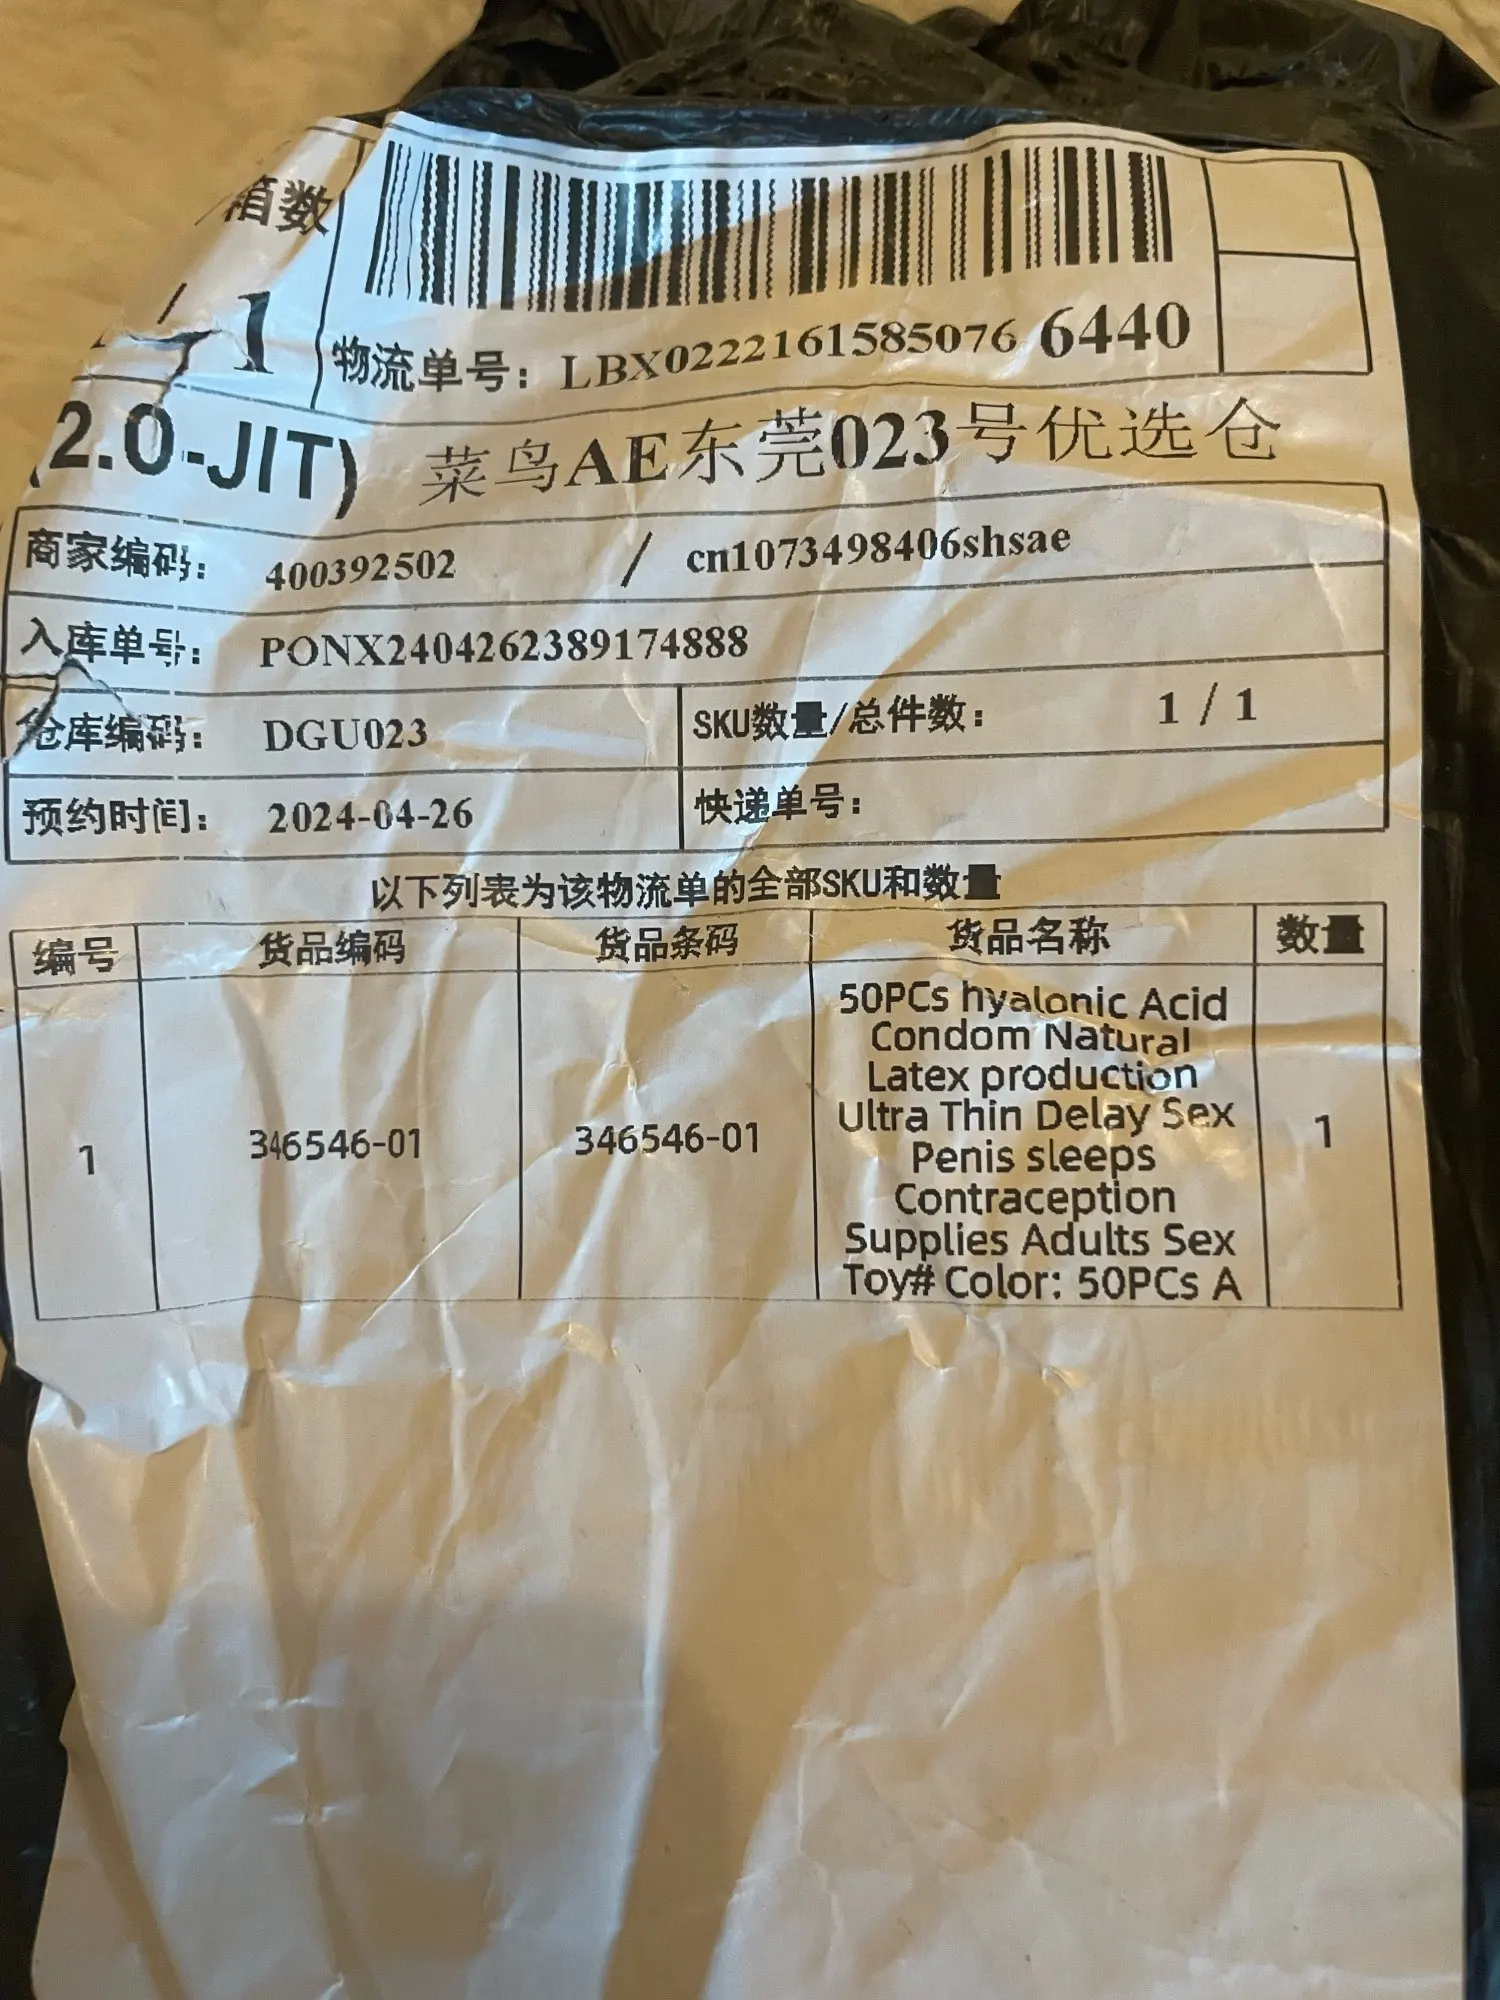 箱数
/ 1
物流单号： LBX0222161585076 6440
(2.0-JIT) 菜鸟AE东莞023号优选仓
商家编码： 400392502 / cn1073498406shsae
入库单号： PONX2404262389174888
仓库编码： DGU023 SKU数量/总件数： 1 / 1
预约时间： 2024-04-26 快递单号：
以下列表为该物流单的全部SKU和数量
编号 货品编码 货品条码 货品名称 数量
50PCs hyalonic Acid
Condom Natural
Latex production
Ultra Thin Delay Sex
1 346546-01 346546-01 Penis sleeps 1
Contraception
Supplies Adults Sex
Toy# Color: 50PCs A